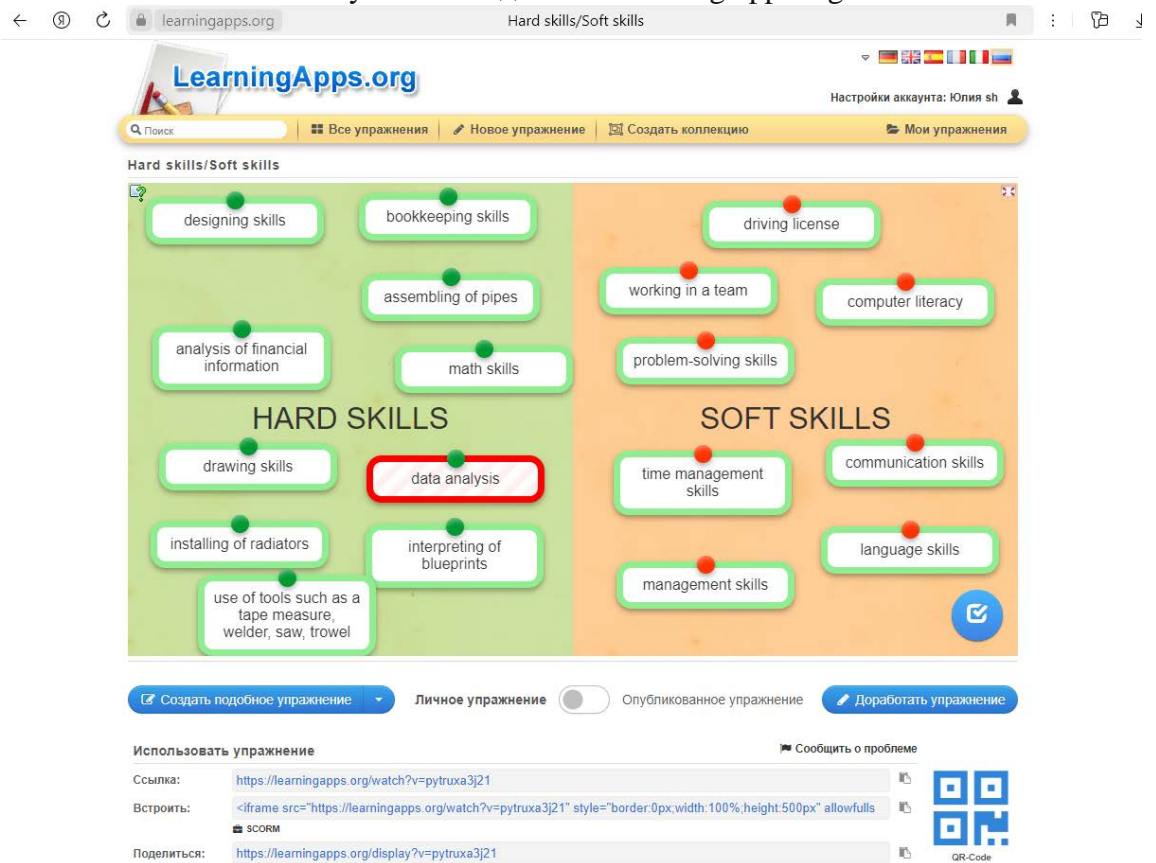 learningapps.org
Hard skills/Soft skills
LearningApps.org
Настройки аккаунта: Юлия sh
Поиск
Все упражнения
Новое упражнение
Создать коллекцию
Мои упражнения
Hard skills/Soft skills
designing skills
bookkeeping skills
driving license
assembling of pipes
working in a team
computer literacy
analysis of financial
information
math skills
problem-solving skills
HARD SKILLS
SOFT SKILLS
drawing skills
data analysis
time management
skills
communication skills
installing of radiators
interpreting of
blueprints
language skills
use of tools such as a
tape measure,
welder, saw, trowel
management skills
Создать подобное упражнение
Личное упражнение
Опубликованное упражнение
Доработать упражнение
Использовать упражнение
Сообщить о проблеме
Ссылка:
https://learningapps.org/watch?v=pytruxa3j21
Встроить:
<iframe src="https://learningapps.org/watch?v=pytruxa3j21" style="border:0px;width:100%;height:500px" allowfulls
SCORM
Поделиться:
https://learningapps.org/display?v=pytruxa3j21
QR-Code